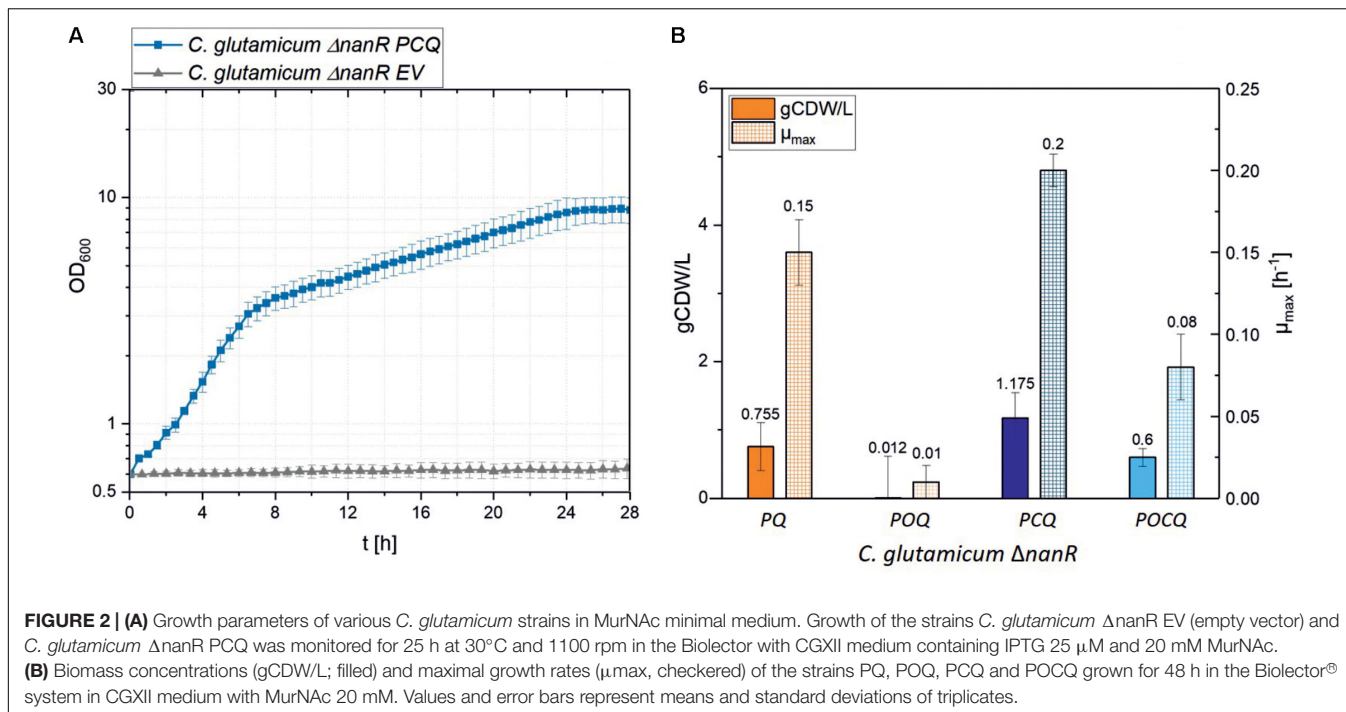 A
C. glutamicum ΔnanR PCQ
C. glutamicum ΔnanR EV
30
10
1
0.5
OD600
0 4 8 12 16 20 24 28
t [h]
B
gCDW/L
μmax
6
4
2
0
gCDW/L
0.25
0.20
0.15
0.10
0.05
0.00
μmax [h-1]
0.755
0.15
0.012
0.01
1.175
0.2
0.6
0.08
PQ POQ PCQ POCQ
C. glutamicum ΔnanR
FIGURE 2 | (A) Growth parameters of various C. glutamicum strains in MurNAc minimal medium. Growth of the strains C. glutamicum ΔnanR EV (empty vector) and
C. glutamicum ΔnanR PCQ was monitored for 25 h at 30°C and 1100 rpm in the Biolector with CGXII medium containing IPTG 25 μM and 20 mM MurNAc.
(B) Biomass concentrations (gCDW/L; filled) and maximal growth rates (μmax, checkered) of the strains PQ, POQ, PCQ and POCQ grown for 48 h in the Biolector®
system in CGXII medium with MurNAc 20 mM. Values and error bars represent means and standard deviations of triplicates.